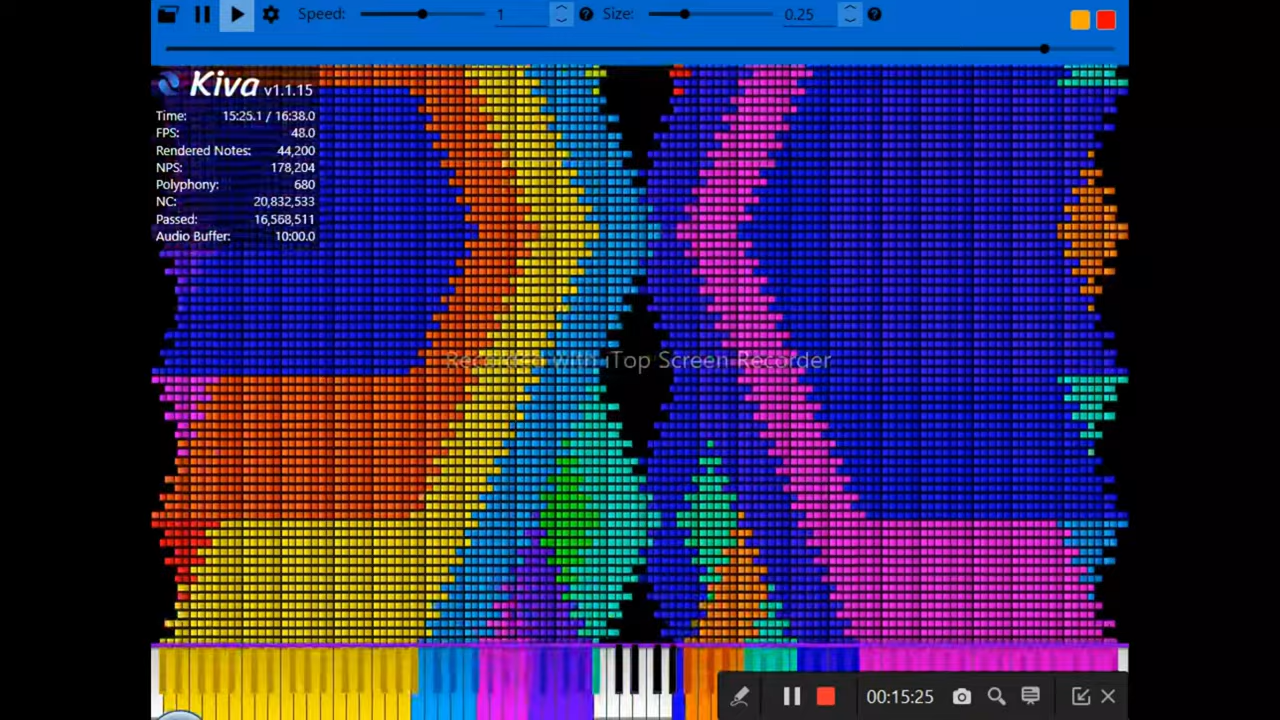 Speed: 1 Size: 0.25
Kiva v1.1.15
Time: 15:25.1 / 16:38.0
FPS: 48.0
Rendered Notes: 44,200
NPS: 178,204
Polyphony: 680
NC: 20,832,533
Passed: 16,568,511
Audio Buffer: 10:00.0
Recorded with iTop Screen Recorder
00:15:25